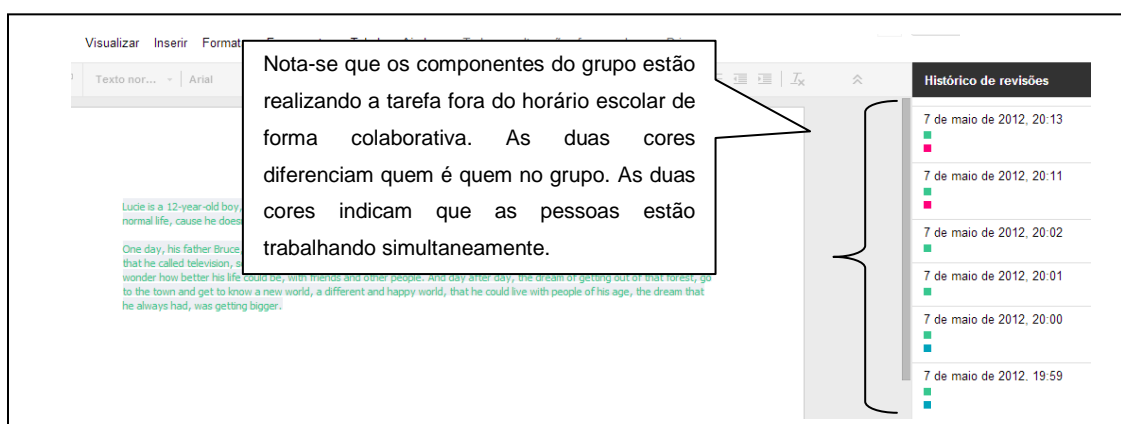 Visualizar Inserir
Texto nor... Arial
Nota-se que os componentes do grupo estão
realizando a tarefa fora do horário escolar de
forma colaborativa. As duas cores
diferenciam quem é quem no grupo. As duas
cores indicam que as pessoas estão
trabalhando simultaneamente.
Lucie is a 12-year-old boy,
normal life, cause he
One day, his father Bruce,
that he called television,
wonder how better his life could be, with friends and other people. And day after day, the dream of getting out of that forest, go
to the town and get to know a new world, a different and happy world, that he could live with people of his age, the dream that
he always had, was getting bigger.
Histórico de revisões
7 de maio de 2012, 20:13
7 de maio de 2012, 20:11
7 de maio de 2012, 20:02
7 de maio de 2012, 20:01
7 de maio de 2012, 20:00
7 de maio de 2012, 19:59